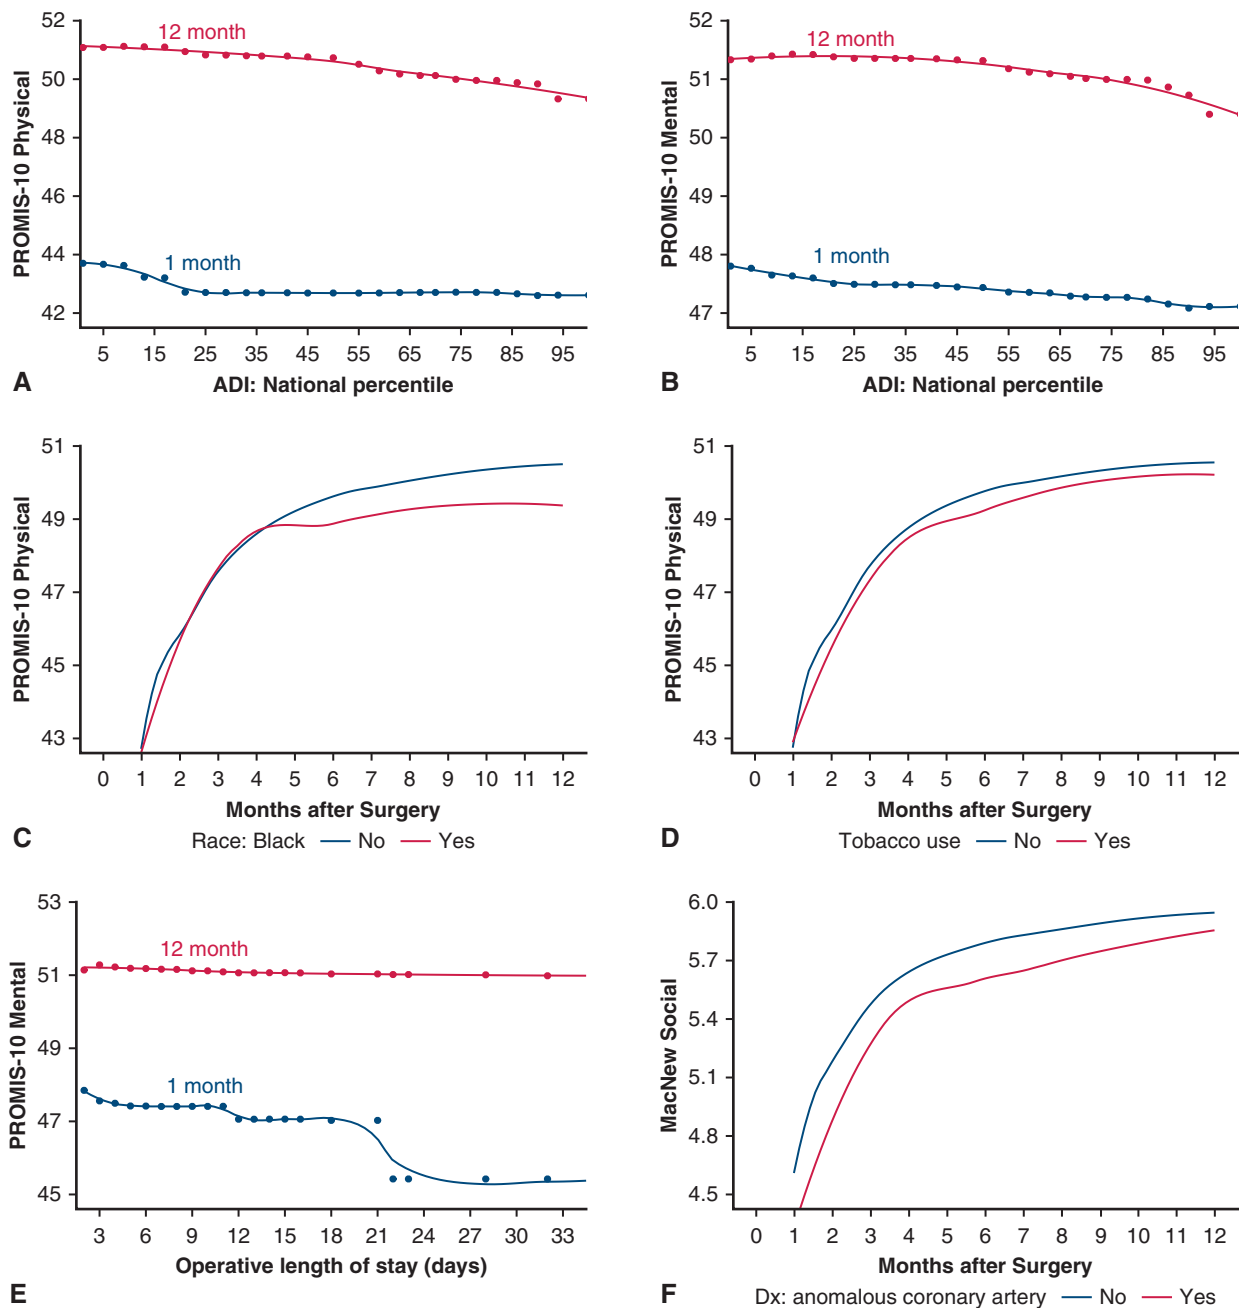 52
50
48
46
44
42
PROMIS-10 Physical
12 month
1 month
5 15 25 35 45 55 65 75 85 95
ADI: National percentile
A
52
51
50
49
48
47
PROMIS-10 Mental
12 month
1 month
5 15 25 35 45 55 65 75 85 95
ADI: National percentile
B
51
49
47
45
43
PROMIS-10 Physical
0 1 2 3 4 5 6 7 8 9 10 11 12
Months after Surgery
C
Race: Black No Yes
51
49
47
45
43
PROMIS-10 Physical
0 1 2 3 4 5 6 7 8 9 10 11 12
Months after Surgery
D
Tobacco use No Yes
53
51
49
47
45
PROMIS-10 Mental
12 month
1 month
3 6 9 12 15 18 21 24 27 30 33
Operative length of stay (days)
E
6.0
5.7
5.4
5.1
4.8
4.5
MacNew Social
0 1 2 3 4 5 6 7 8 9 10 11 12
Months after Surgery
F
Dx: anomalous coronary artery No Yes